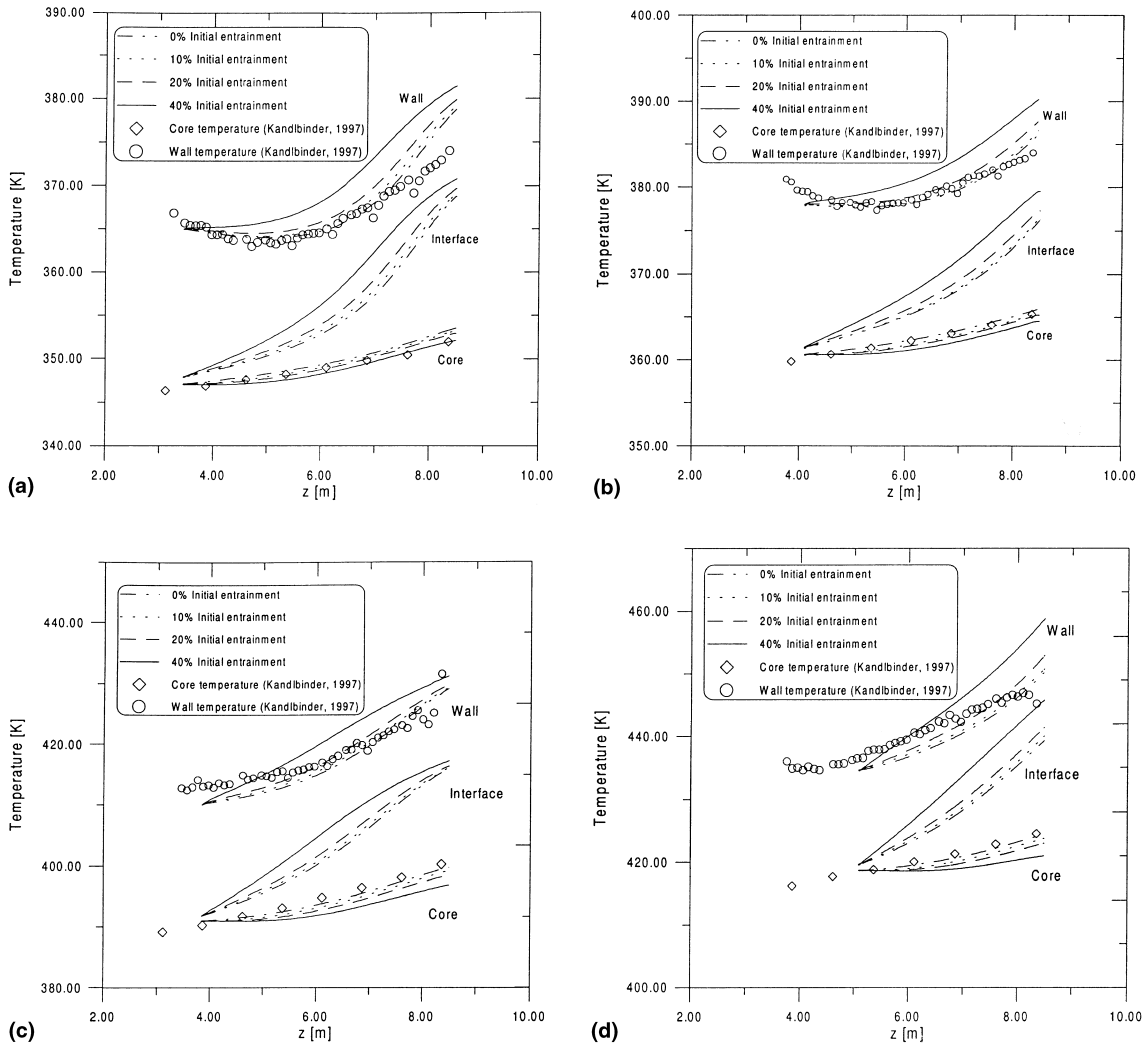 390.00
380.00
370.00
360.00
350.00
340.00
Temperature [K]
0% Initial entrainment
10% Initial entrainment
20% Initial entrainment
40% Initial entrainment
Core temperature (Kandlbinder, 1997)
Wall temperature (Kandlbinder, 1997)
Wall
Interface
Core
2.00 4.00 6.00 8.00 10.00
z [m]
(a)
400.00
390.00
380.00
370.00
360.00
350.00
Temperature [K]
0% Initial entrainment
10% Initial entrainment
20% Initial entrainment
40% Initial entrainment
Core temperature (Kandlbinder, 1997)
Wall temperature (Kandlbinder, 1997)
Wall
Interface
Core
2.00 4.00 6.00 8.00 10.00
z [m]
(b)
440.00
420.00
400.00
380.00
Temperature [K]
0% Initial entrainment
10% Initial entrainment
20% Initial entrainment
40% Initial entrainment
Core temperature (Kandlbinder, 1997)
Wall temperature (Kandlbinder, 1997)
Wall
Interface
Core
2.00 4.00 6.00 8.00 10.00
z [m]
(c)
460.00
440.00
420.00
400.00
Temperature [K]
0% Initial entrainment
10% Initial entrainment
20% Initial entrainment
40% Initial entrainment
Core temperature (Kandlbinder, 1997)
Wall temperature (Kandlbinder, 1997)
Wall
Interface
Core
2.00 4.00 6.00 8.00 10.00
z [m]
(d)